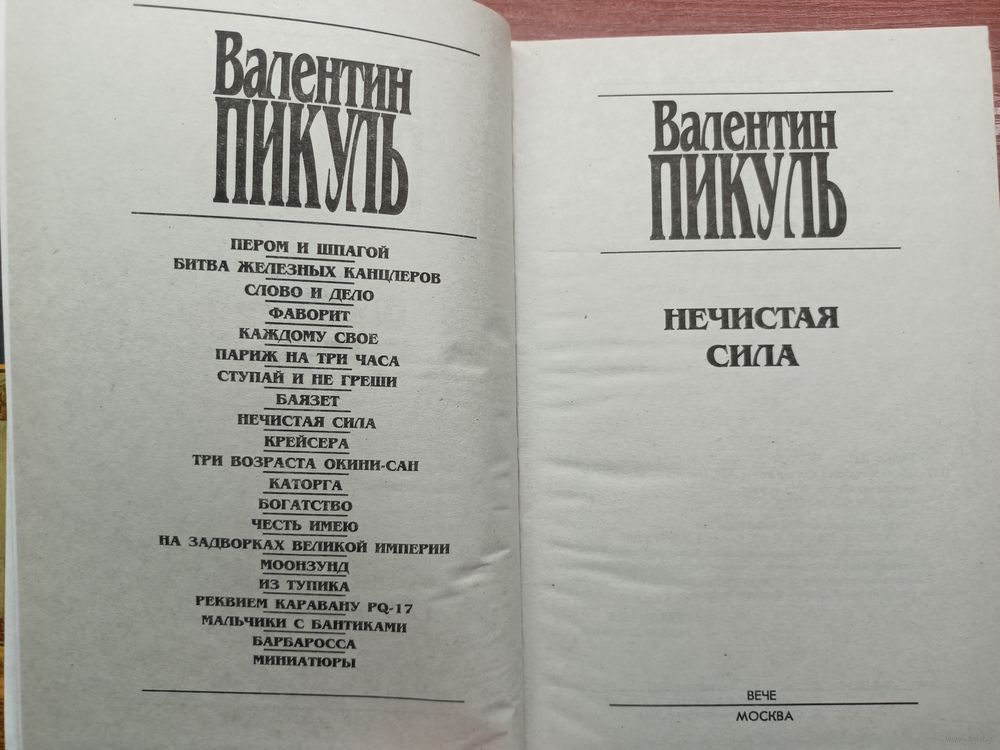 Валентин
ПИКУЛЬ
ПЕРОМ И ШПАГОЙ
БИТВА ЖЕЛЕЗНЫХ КАНЦЛЕРОВ
СЛОВО И ДЕЛО
ФАВОРИТ
КАЖДОМУ СВОЕ
ПАРИЖ НА ТРИ ЧАСА
СТУПАЙ И НЕ ГРЕШИ
БАЯЗЕТ
НЕЧИСТАЯ СИЛА
КРЕЙСЕРА
ТРИ ВОЗРАСТА ОКИНИ-САН
КАТОРГА
БОГАТСТВО
ЧЕСТЬ ИМЕЮ
НА ЗАДВОРКАХ ВЕЛИКОЙ ИМПЕРИИ
МООНЗУНД
ИЗ ТУПИКА
РЕКВИЕМ КАРАВАНУ PQ-17
МАЛЬЧИКИ С БАНТИКАМИ
БАРБАРОССА
МИНИАТЮРЫ
Валентин
ПИКУЛЬ
НЕЧИСТАЯ
СИЛА
ВЕЧЕ
МОСКВА